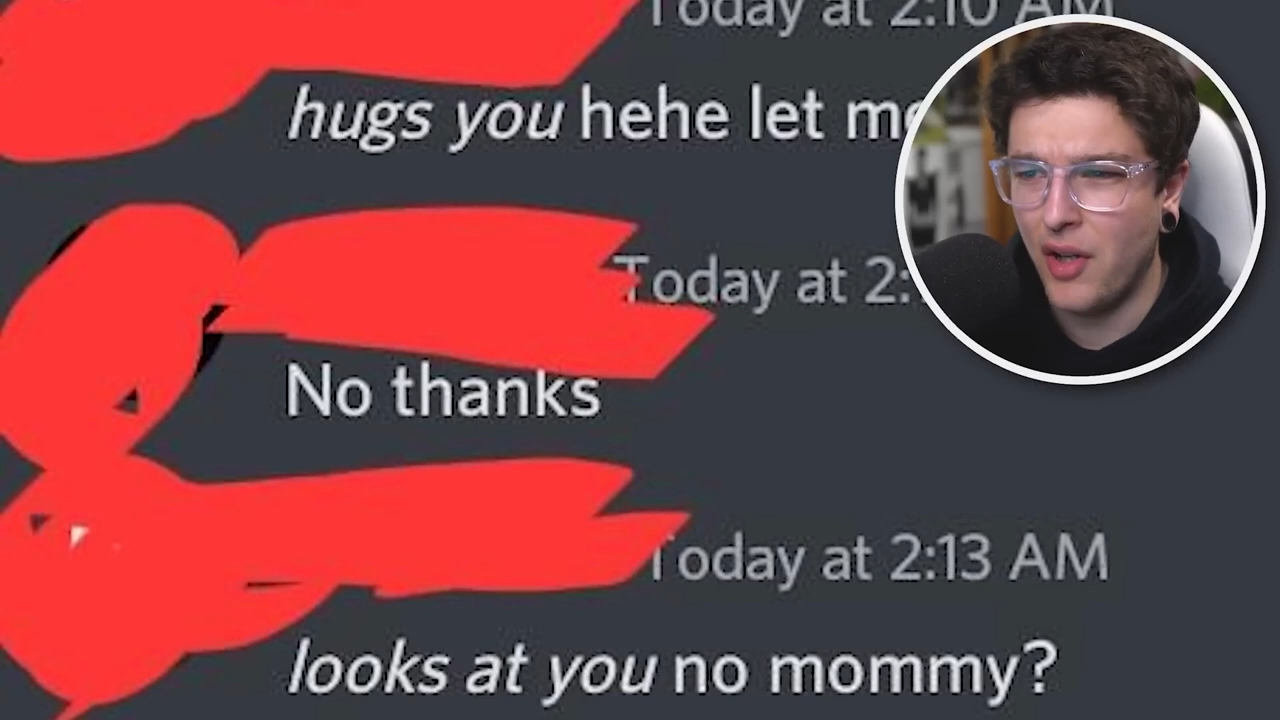 Today at 2:10 AM
hugs you hehe let me
Today at 2:
No thanks
Today at 2:13 AM
looks at you no mommy?